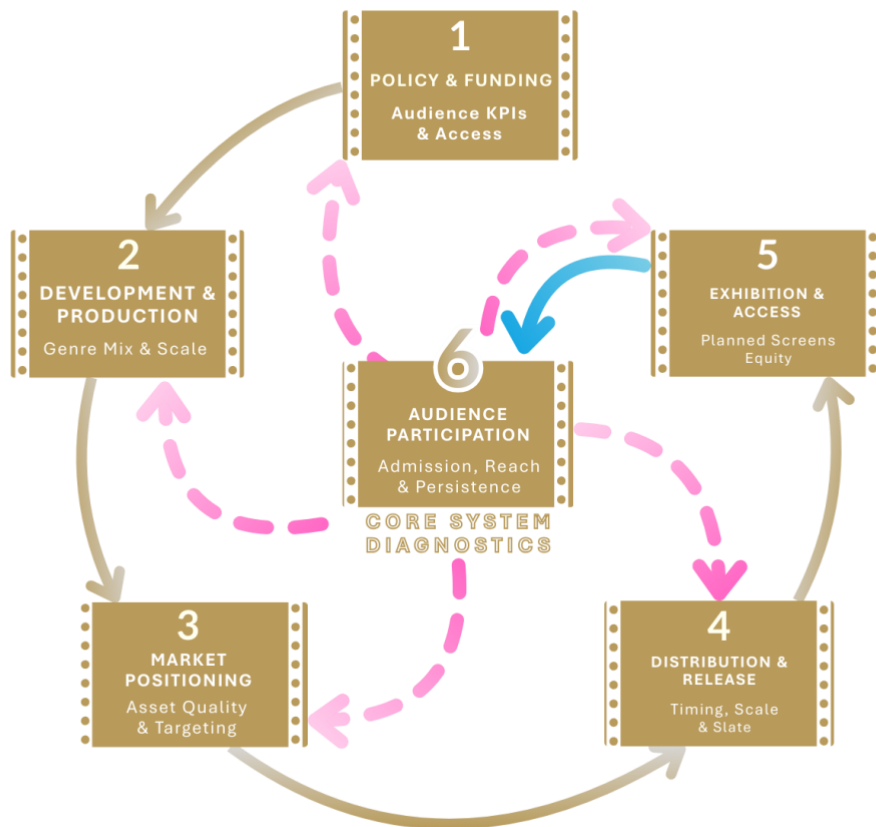 1
POLICY & FUNDING
Audience KPIs
& Access
2
DEVELOPMENT &
PRODUCTION
Genre Mix & Scale
3
MARKET
POSITIONING
Asset Quality
& Targeting
4
DISTRIBUTION &
RELEASE
Timing, Scale
& Slate
5
EXHIBITION &
ACCESS
Planned Screens
Equity
6
AUDIENCE
PARTICIPATION
Admission, Reach
& Persistence
CORE SYSTEM
DIAGNOSTICS